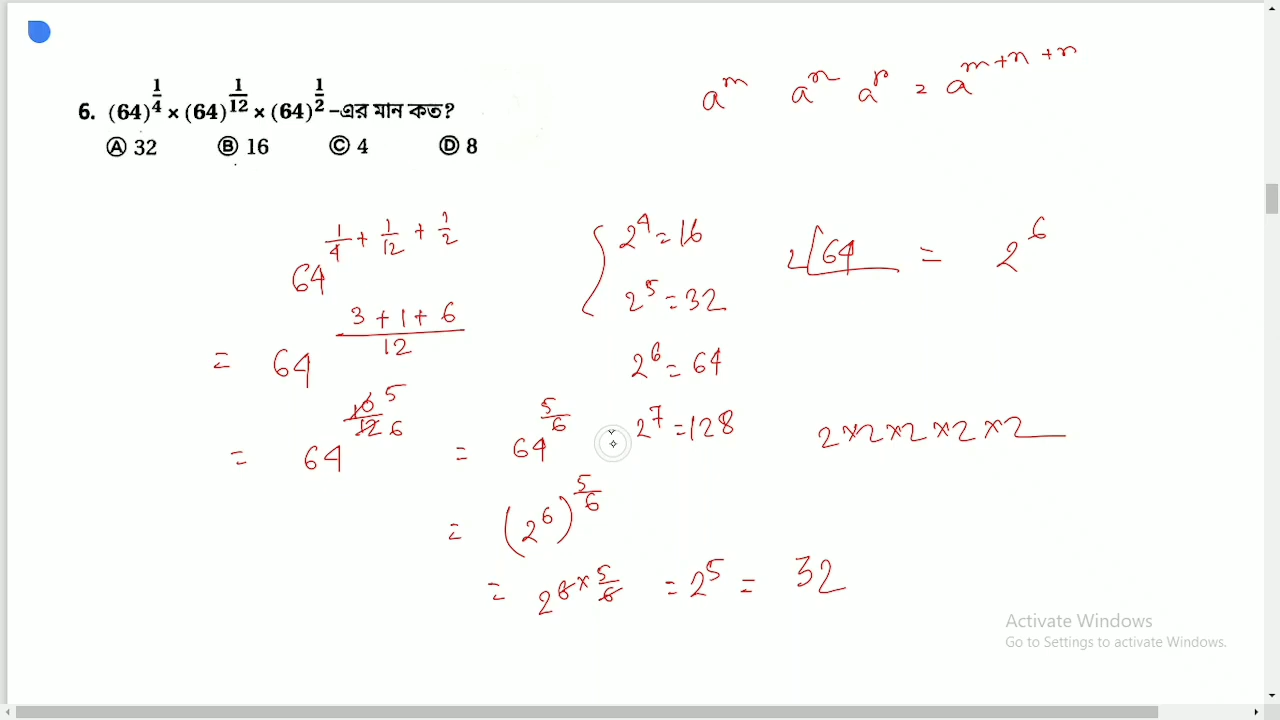 6. (64)^{1/4} × (64)^{1/12} × (64)^{1/2} –এর মান কত?
Ⓐ 32 Ⓑ 16 Ⓒ 4 Ⓓ 8
a^m a^n a^r = a^{m+n+r}
64^{1/4 + 1/12 + 1/2}
= 64^{(3+1+6)/12}
= 64^{10/12} 5 6
= 64^{5/6}
= (2^6)^{5/6}
= 2^{6×5/6} = 2^5 = 32
2^4 = 16
2^5 = 32
2^6 = 64
2^7 = 128
2 64 = 2^6
2×2×2×2×2
Activate Windows
Go to Settings to activate Windows.